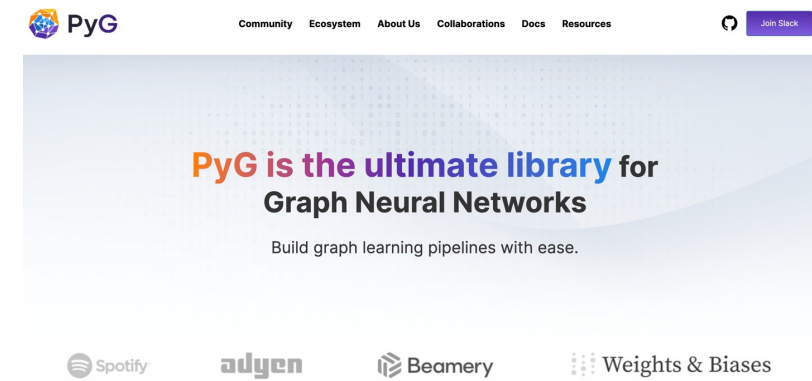 PyG
Community Ecosystem About Us Collaborations Docs Resources
Join Slack
PyG is the ultimate library for
Graph Neural Networks
Build graph learning pipelines with ease.
Spotify adyen Beamery Weights & Biases